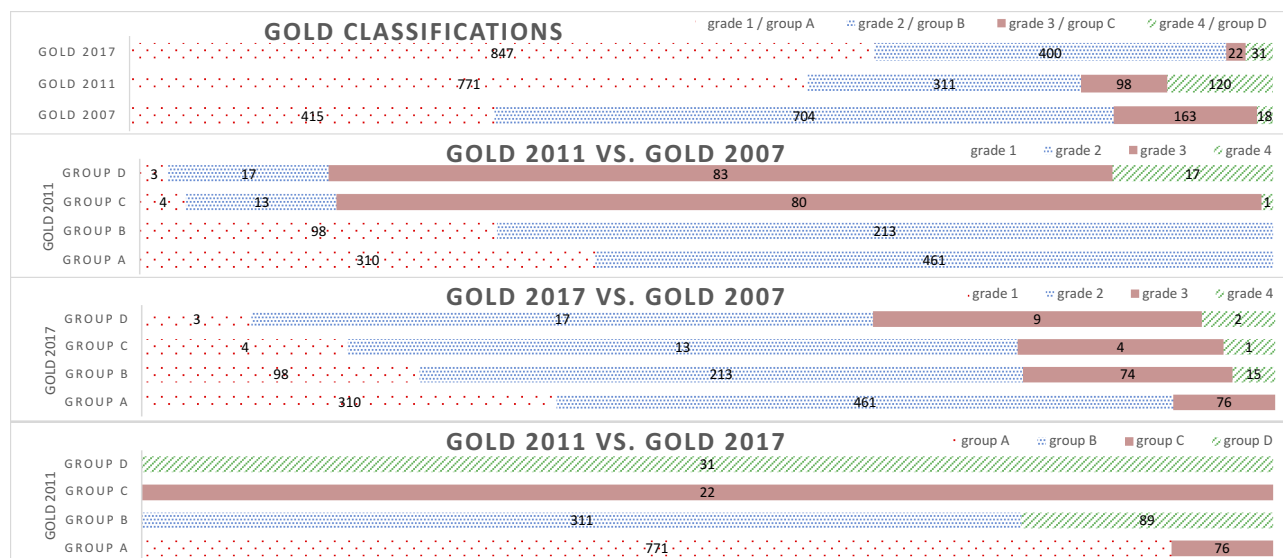 GOLD CLASSIFICATIONS
grade 1 / group A grade 2 / group B grade 3 / group C grade 4 / group D
GOLD 2017 847 400 22 31
GOLD 2011 771 311 98 120
GOLD 2007 415 704 163 18
GOLD 2011 VS. GOLD 2007
grade 1 grade 2 grade 3 grade 4
GOLD 2011
GROUP D 3 17 83 17
GROUP C 4 13 80 1
GROUP B 98 213
GROUP A 310 461
GOLD 2017 VS. GOLD 2007
grade 1 grade 2 grade 3 grade 4
GOLD 2017
GROUP D 3 17 9 2
GROUP C 4 13 4 1
GROUP B 98 213 74 15
GROUP A 310 461 76
GOLD 2011 VS. GOLD 2017
group A group B group C group D
GOLD 2011
GROUP D 31
GROUP C 22
GROUP B 311 89
GROUP A 771 76